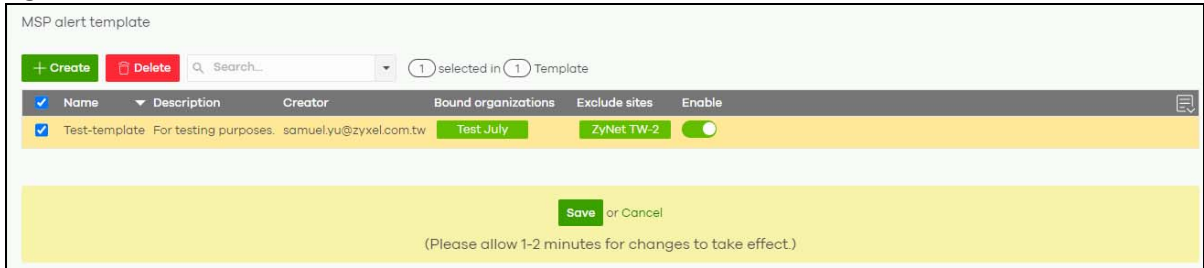 MSP alert template
Create Delete Search... 1 selected in 1 Template
Name Description Creator Bound organizations Exclude sites Enable
Test-template For testing purposes. samuel.yu@zyxel.com.tw Test July ZyNet TW-2
Save or Cancel
(Please allow 1-2 minutes for changes to take effect.)